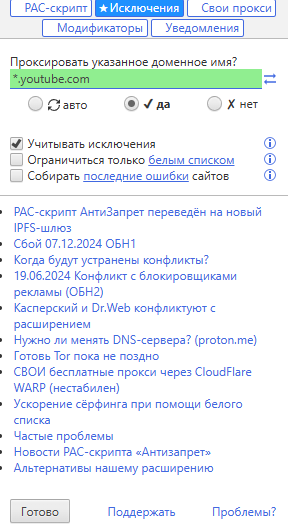 PAC-скрипт
★Исключения
Свои прокси
Модификаторы
Уведомления
Проксировать указанное доменное имя?
*.youtube.com
авто
✔ да
✗ нет
Учитывать исключения
Ограничиться только белым списком
Собирать последние ошибки сайтов
PAC-скрипт АнтиЗапрет переведён на новый
IPFS-шлюз
Сбой 07.12.2024 ОБН1
Когда будут устранены конфликты?
19.06.2024 Конфликт с блокировщиками
рекламы (ОБН2)
Касперский и Dr.Web конфликтуют с
расширением
Нужно ли менять DNS-сервера? (proton.me)
Готовь Tor пока не поздно
СВОИ бесплатные прокси через CloudFlare
WARP (нестабилен)
Ускорение сёрфинга при помощи белого
списка
Частые проблемы
Новости PAC-скрипта «Антизапрет»
Альтернативы нашему расширению
Готово
Поддержать
Проблемы?